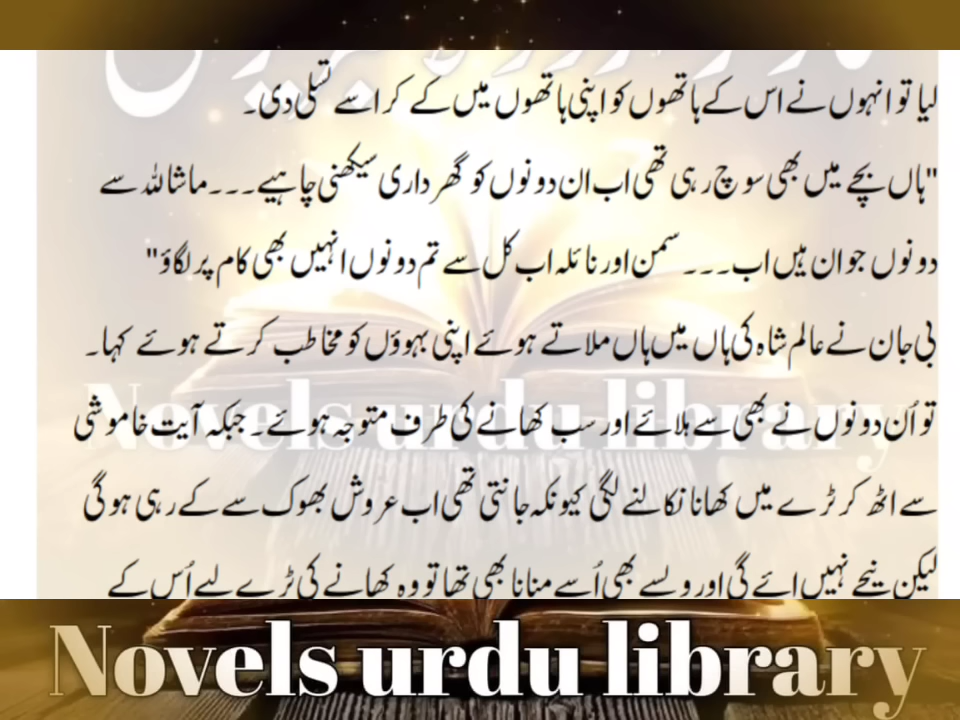 لیا تو انہوں نے اس کے ہاتھوں کو اپنی ہاتھوں میں کے کر اسے تسلی دی۔
"ہاں بچے میں بھی سوچ رہی تھی اب ان دونوں کو گھر داری سیکھنی چاہیے۔۔۔ماشاللہ سے
دونوں جوان ہیں اب۔۔۔ سمن اور نائلہ اب کل سے تم دونوں انہیں بھی کام پر لگاؤ"
بی جان نے عالم شاہ کی ہاں میں ہاں ملاتے ہوئے اپنی بہوؤں کو مخاطب کرتے ہوئے کہا۔
تو اُن دونوں نے بھی سے ہلائے اور سب کھانے کی طرف متوجہ ہوئے۔ جبکہ آیت خاموشی
سے اٹھ کر ٹرے میں کھانا نکالنے لگی کیونکہ جانتی تھی اب عروش بھوک سے کے رہی ہوگی
لیکن نیچے نہیں ائے گی اور ویسے بھی اُسے منانا بھی تھا تو وہ کھانے کی ٹرے لیے اُس کے
Novels urdu library
Novels urdu library